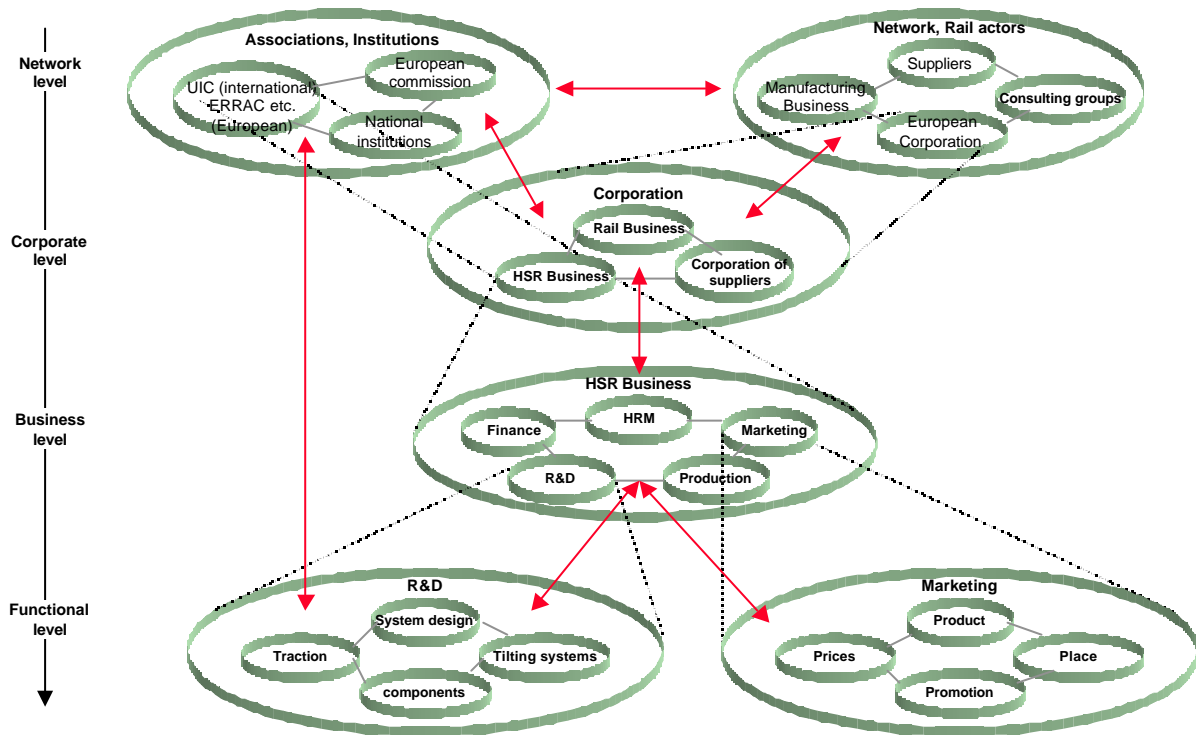 Network
level
Associations, Institutions
European
commission
UIC (international)
ERRAC etc.
(European)
National
institutions
Network, Rail actors
Suppliers
Manufacturing
Business
Consulting groups
European
Corporation
Corporate
level
Corporation
Rail Business
HSR Business
Corporation of
suppliers
Business
level
HSR Business
Finance
HRM
Marketing
R&D
Production
Functional
level
R&D
System design
Traction
Tilting systems
components
Marketing
Product
Prices
Place
Promotion